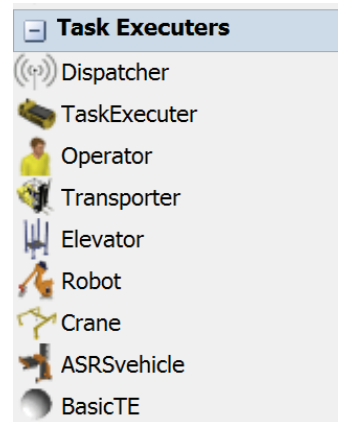 Task Executers
Dispatcher
TaskExecuter
Operator
Transporter
Elevator
Robot
Crane
ASRSvehicle
BasicTE